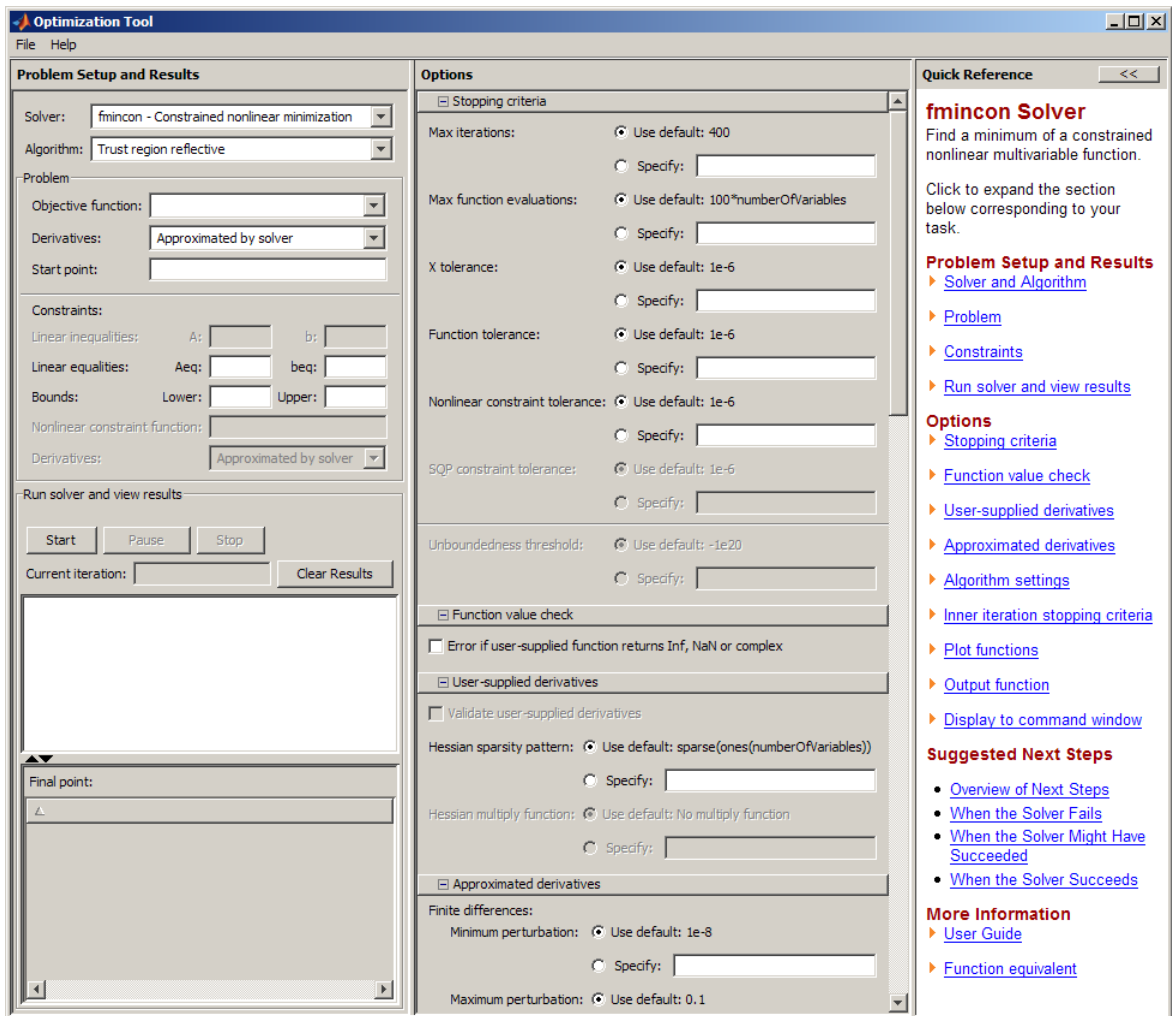 Optimization Tool
File Help
Problem Setup and Results
Solver: fmincon - Constrained nonlinear minimization
Algorithm: Trust region reflective
Problem
Objective function:
Derivatives: Approximated by solver
Start point:
Constraints:
Linear inequalities: A: b:
Linear equalities: Aeq: beq:
Bounds: Lower: Upper:
Nonlinear constraint function:
Derivatives: Approximated by solver
Run solver and view results
Start Pause Stop
Current iteration: Clear Results
Final point:
Options
Stopping criteria
Max iterations: Use default: 400
Specify:
Max function evaluations: Use default: 100*numberOfVariables
Specify:
X tolerance: Use default: 1e-6
Specify:
Function tolerance: Use default: 1e-6
Specify:
Nonlinear constraint tolerance: Use default: 1e-6
Specify:
SQP constraint tolerance: Use default: 1e-6
Specify:
Unboundedness threshold: Use default: -1e20
Specify:
Function value check
Error if user-supplied function returns Inf, NaN or complex
User-supplied derivatives
Validate user-supplied derivatives
Hessian sparsity pattern: Use default: sparse(ones(numberOfVariables))
Specify:
Hessian multiply function: Use default: No multiply function
Specify:
Approximated derivatives
Finite differences:
Minimum perturbation: Use default: 1e-8
Specify:
Maximum perturbation: Use default: 0.1
Quick Reference <<
fmincon Solver
Find a minimum of a constrained
nonlinear multivariable function.
Click to expand the section
below corresponding to your
task.
Problem Setup and Results
Solver and Algorithm
Problem
Constraints
Run solver and view results
Options
Stopping criteria
Function value check
User-supplied derivatives
Approximated derivatives
Algorithm settings
Inner iteration stopping criteria
Plot functions
Output function
Display to command window
Suggested Next Steps
Overview of Next Steps
When the Solver Fails
When the Solver Might Have
Succeeded
When the Solver Succeeds
More Information
User Guide
Function equivalent